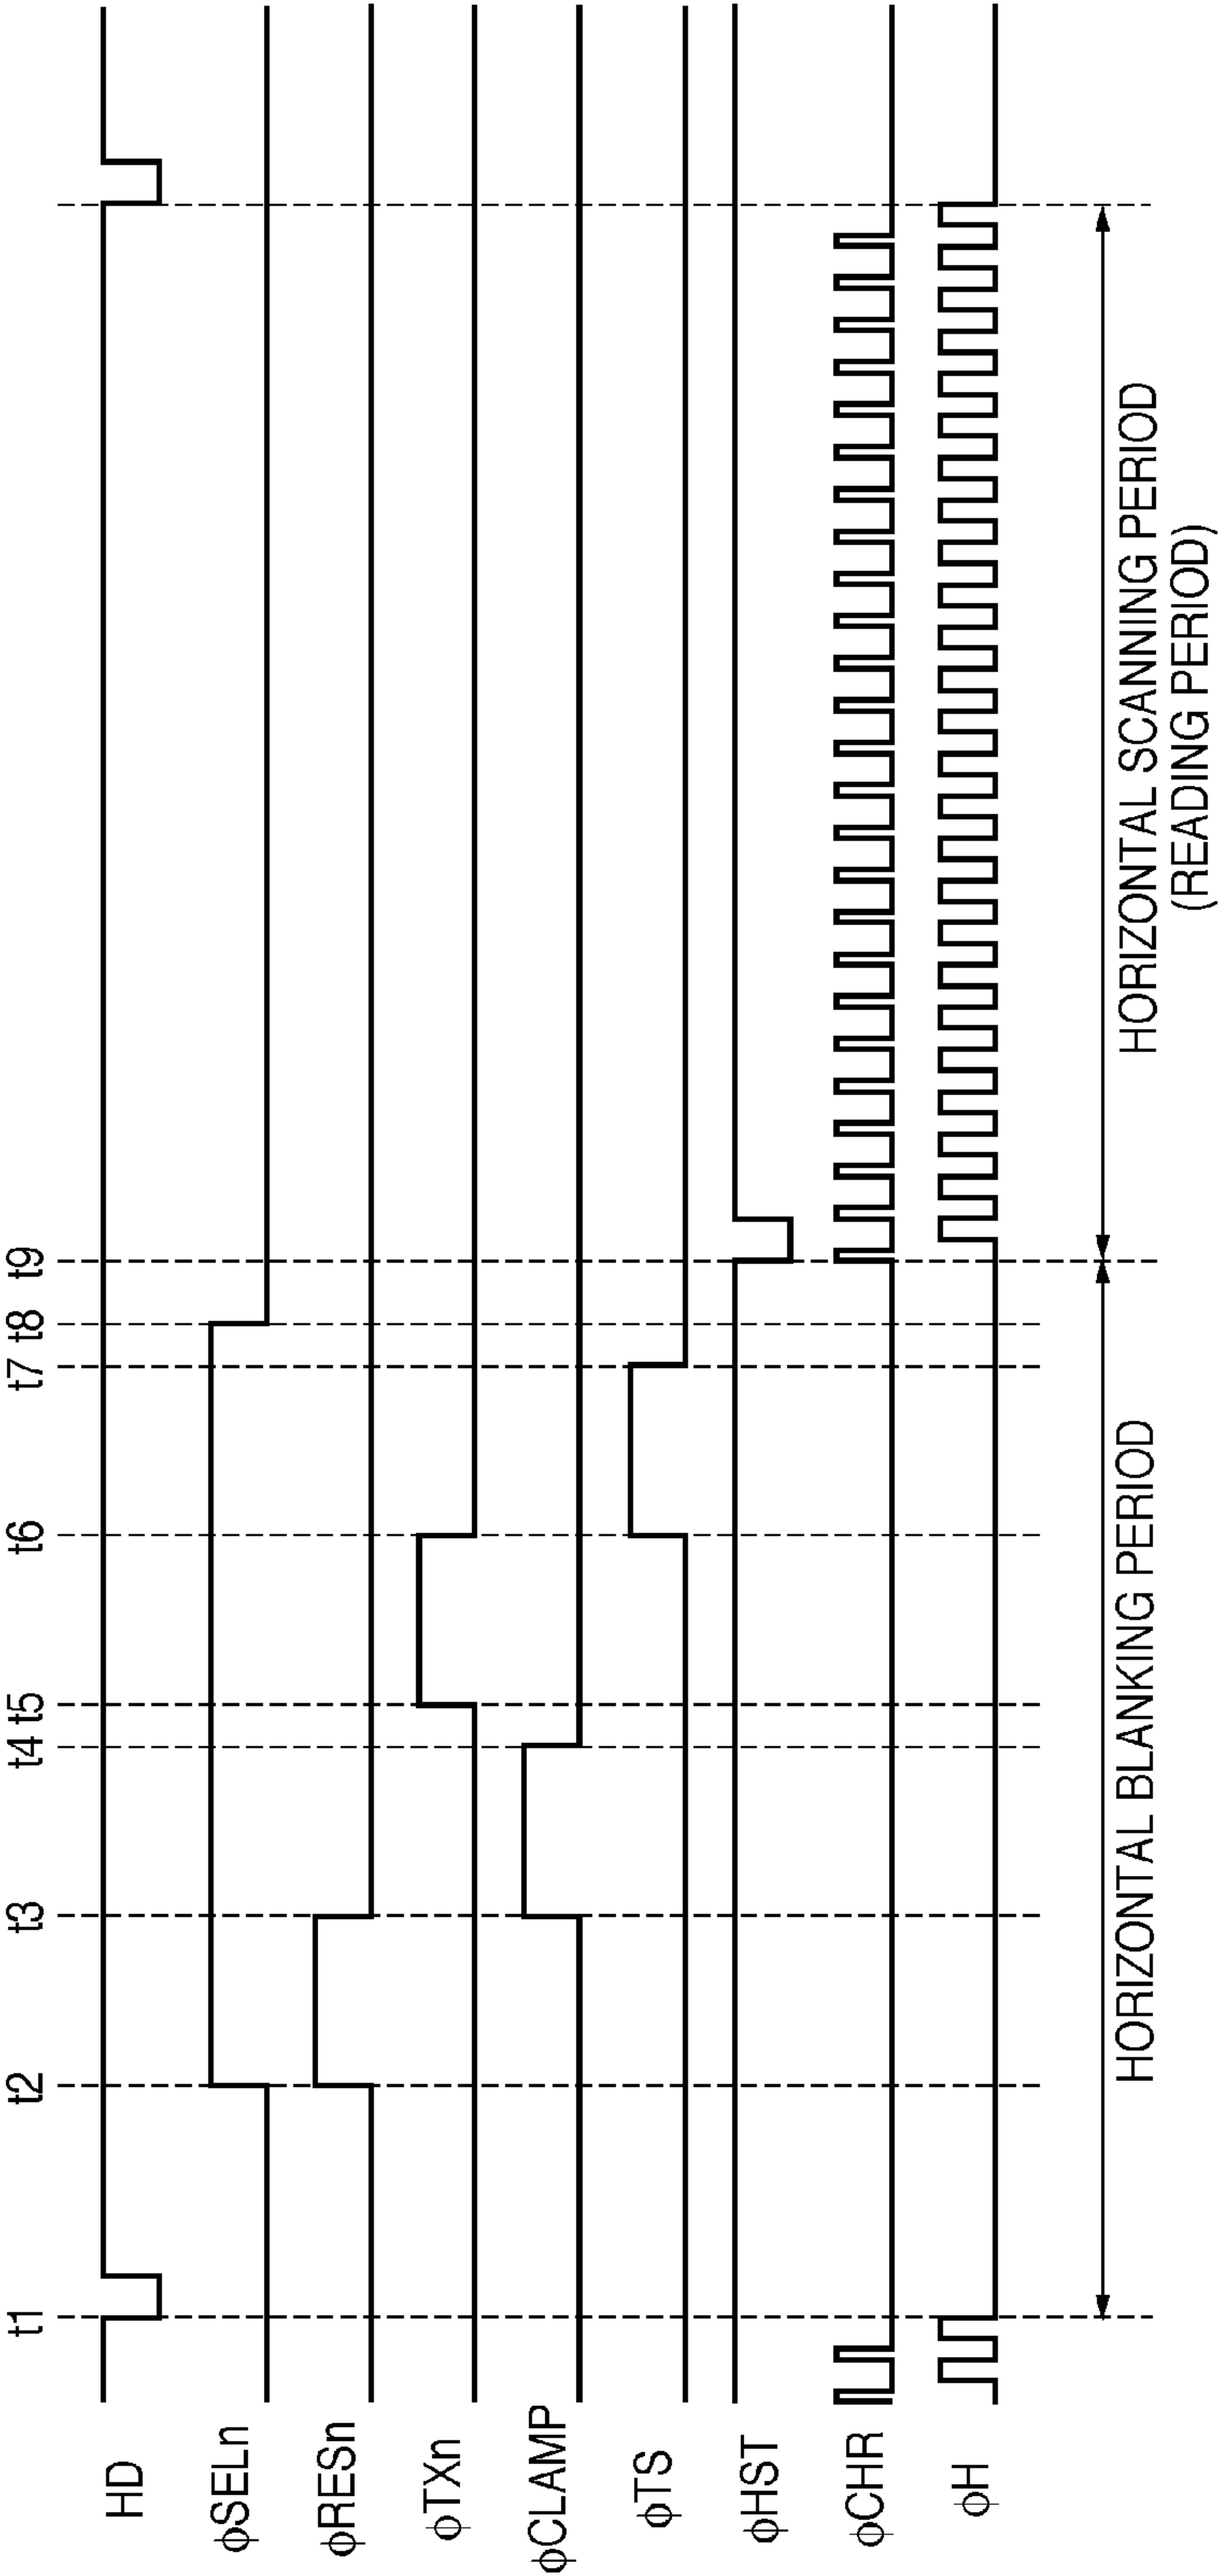 t1 t2 t3 t4 t5 t6 t7 t8 t9
HD
ϕSELn
ϕRESn
ϕTXn
ϕCLAMP
ϕTS
ϕHST
ϕCHR
ϕH
HORIZONTAL BLANKING PERIOD
HORIZONTAL SCANNING PERIOD
(READING PERIOD)